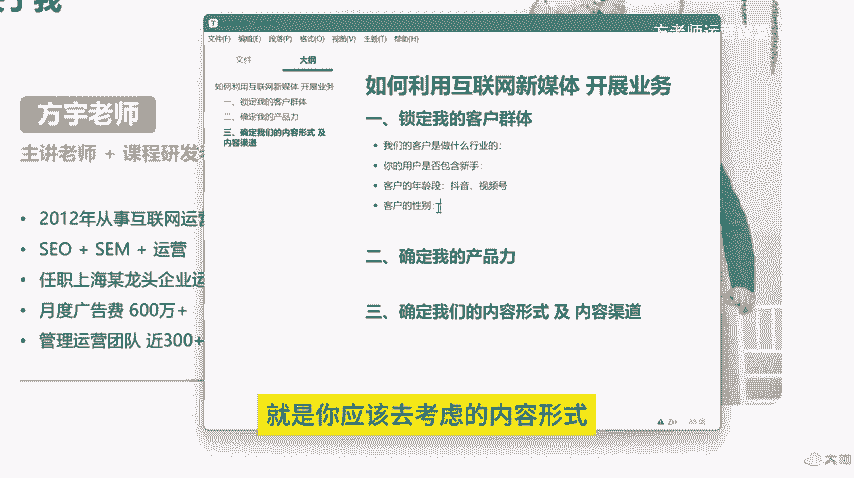 于我
方老师运
方宇老师
主讲老师 + 课程研发
• 2012年从事互联网运营
• SEO + SEM + 运营
• 任职上海某龙头企业运
• 月度广告费 600万+
• 管理运营团队 近300+
文件(F) 编辑(E) 段落(P) 格式(O) 视图(V) 主题(T) 帮助(H)
文件 大纲
如何利用互联网新媒体 开展业务
一、锁定我的客户群体
二、确定我的产品力
三、确定我们的内容形式 及
内容渠道
如何利用互联网新媒体 开展业务
一、锁定我的客户群体
• 我们的客户是做什么行业的：
• 你的用户是否包含新手：
• 客户的年龄段：抖音、视频号
• 客户的性别：
二、确定我的产品力
三、确定我们的内容形式 及 内容渠道
就是你应该去考虑的内容形式